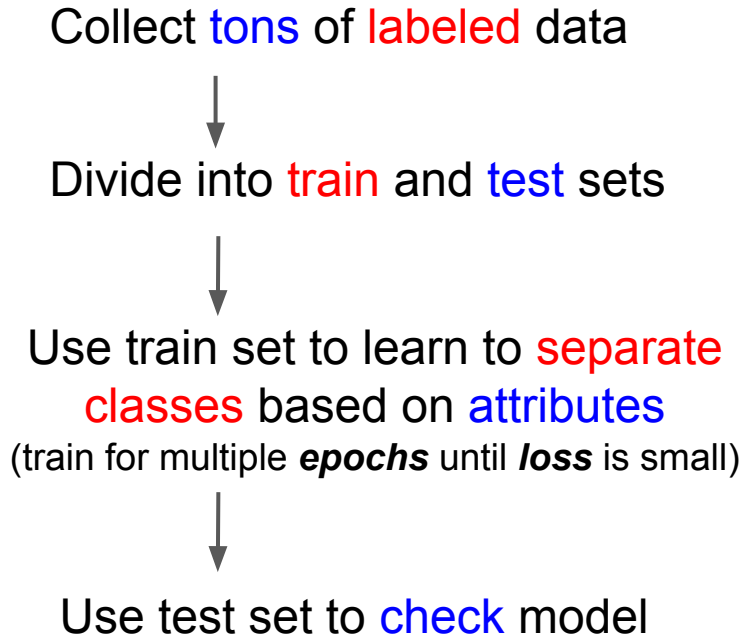 Collect tons of labeled data
Divide into train and test sets
Use train set to learn to separate
classes based on attributes
(train for multiple epochs until loss is small)
Use test set to check model